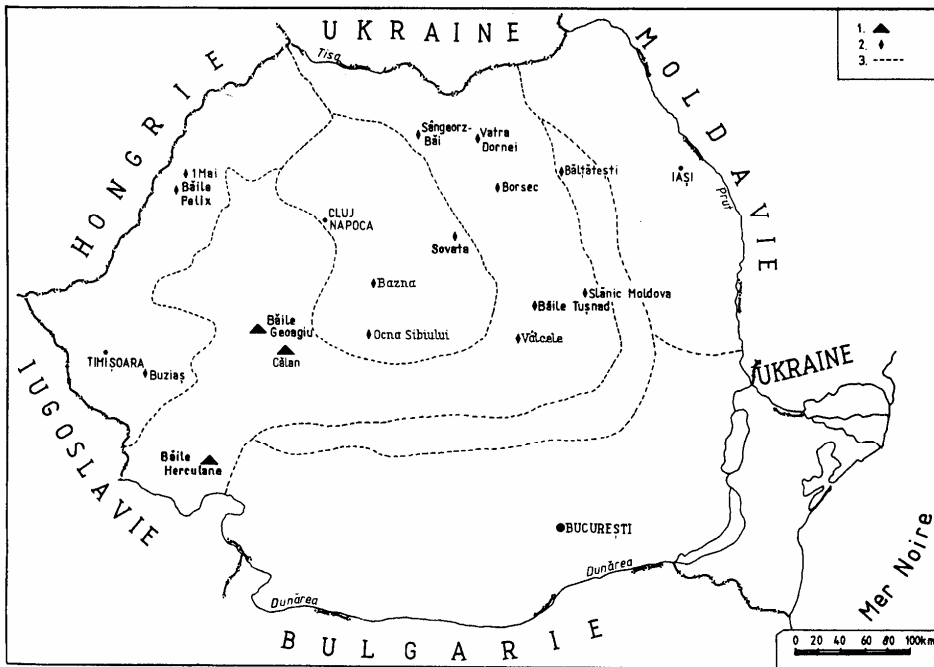 UKRAINE
MOLDAVIE
HONGRIE
1.
2.
3.
Tisa
Sângeorz-
Băi
Vatra
Dornei
Bălțătești
IAȘI
Prut
1 Mai
Băile
Felix
Borsec
CLUJ
NAPOCA
Sovata
Bazna
Slănic Moldova
Băile Tușnad
Băile
Geoagiu
Ocna Sibiului
Vâlcele
Călan
TIMIȘOARA
Buziaș
UKRAINE
IUGOSLAVIE
Băile
Herculane
BUCUREȘTI
Dunărea
Dunărea
Mer Noire
BULGARIE
0 20 40 60 80 100km